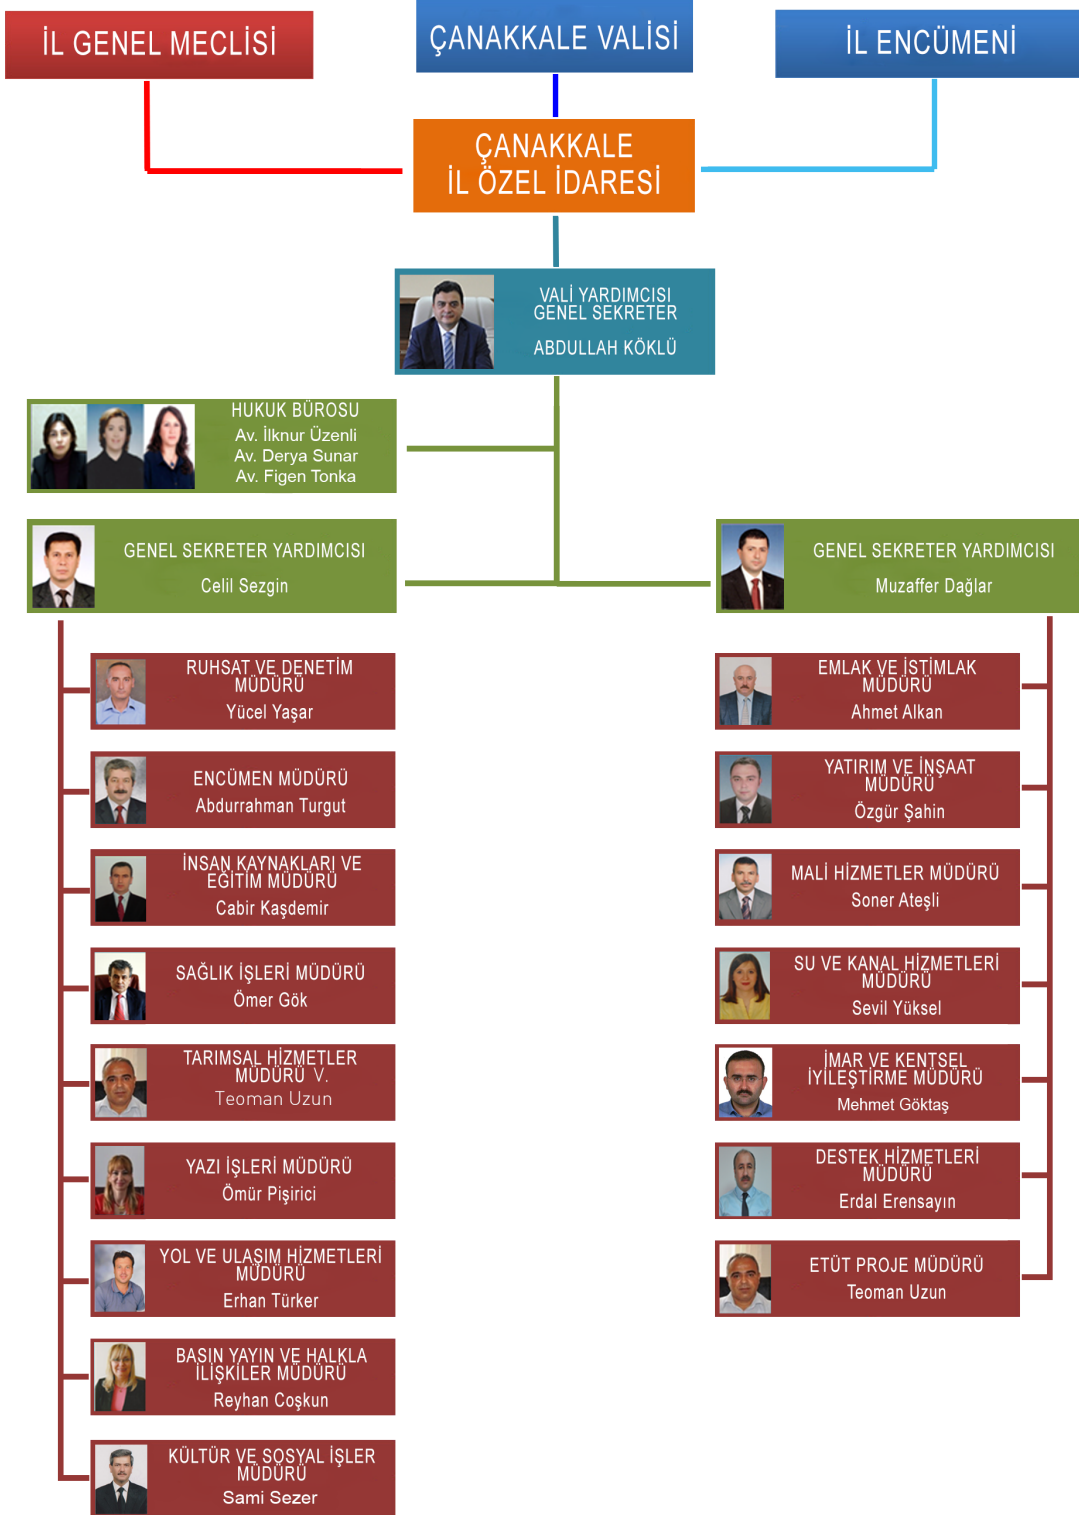 İL GENEL MECLİSİ
ÇANAKKALE VALİSİ
İL ENCÜMENİ
ÇANAKKALE
İL ÖZEL İDARESİ
VALİ YARDIMCISI
GENEL SEKRETER
ABDULLAH KÖKLÜ
HUKUK BÜROSU
Av. İlknur Üzenli
Av. Derya Sunar
Av. Figen Tonka
GENEL SEKRETER YARDIMCISI
Celil Sezgin
GENEL SEKRETER YARDIMCISI
Muzaffer Dağlar
RUHSAT VE DENETİM
MÜDÜRÜ
Yücel Yaşar
ENCÜMEN MÜDÜRÜ
Abdurrahman Turgut
İNSAN KAYNAKLARI VE
EĞİTİM MÜDÜRÜ
Cabir Kaşdemir
SAĞLIK İŞLERİ MÜDÜRÜ
Ömer Gök
TARIMSAL HİZMETLER
MÜDÜRÜ V.
Teoman Uzun
YAZI İŞLERİ MÜDÜRÜ
Ömür Pişirici
YOL VE ULAŞIM HİZMETLERİ
MÜDÜRÜ
Erhan Türker
BASIN YAYIN VE HALKLA
İLİŞKİLER MÜDÜRÜ
Reyhan Coşkun
KÜLTÜR VE SOSYAL İŞLER
MÜDÜRÜ
Sami Sezer
EMLAK VE İSTİMLAK
MÜDÜRÜ
Ahmet Alkan
YATIRIM VE İNŞAAT
MÜDÜRÜ
Özgür Şahin
MALİ HİZMETLER MÜDÜRÜ
Soner Ateşli
SU VE KANAL HİZMETLERİ
MÜDÜRÜ
Sevil Yüksel
İMAR VE KENTSEL
İYİLEŞTİRME MÜDÜRÜ
Mehmet Göktaş
DESTEK HİZMETLERİ
MÜDÜRÜ
Erdal Erensayın
ETÜT PROJE MÜDÜRÜ
Teoman Uzun